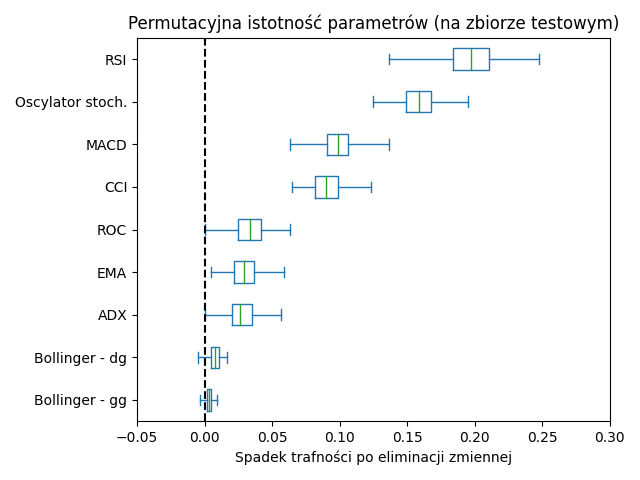 Permutacyjna istotność parametrów (na zbiorze testowym)
RSI
Oscylator stoch.
MACD
CCI
ROC
EMA
ADX
Bollinger - dg
Bollinger - gg
−0.05 0.00 0.05 0.10 0.15 0.20 0.25 0.30
Spadek trafności po eliminacji zmiennej